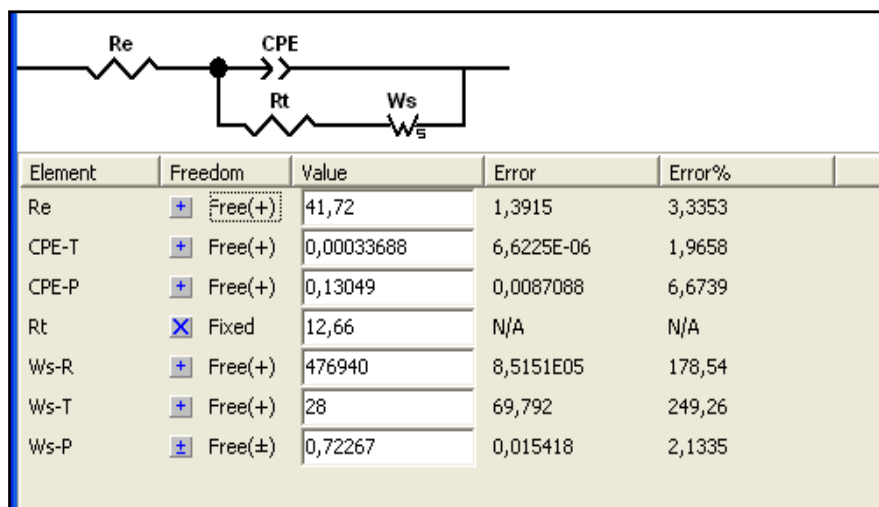 Re CPE
Rt Ws
W s
Element Freedom Value Error Error%
Re + Free(+) 41,72 1,3915 3,3353
CPE-T + Free(+) 0,00033688 6,6225E-06 1,9658
CPE-P + Free(+) 0,13049 0,0087088 6,6739
Rt X Fixed 12,66 N/A N/A
Ws-R + Free(+) 476940 8,5151E05 178,54
Ws-T + Free(+) 28 69,792 249,26
Ws-P ± Free(±) 0,72267 0,015418 2,1335